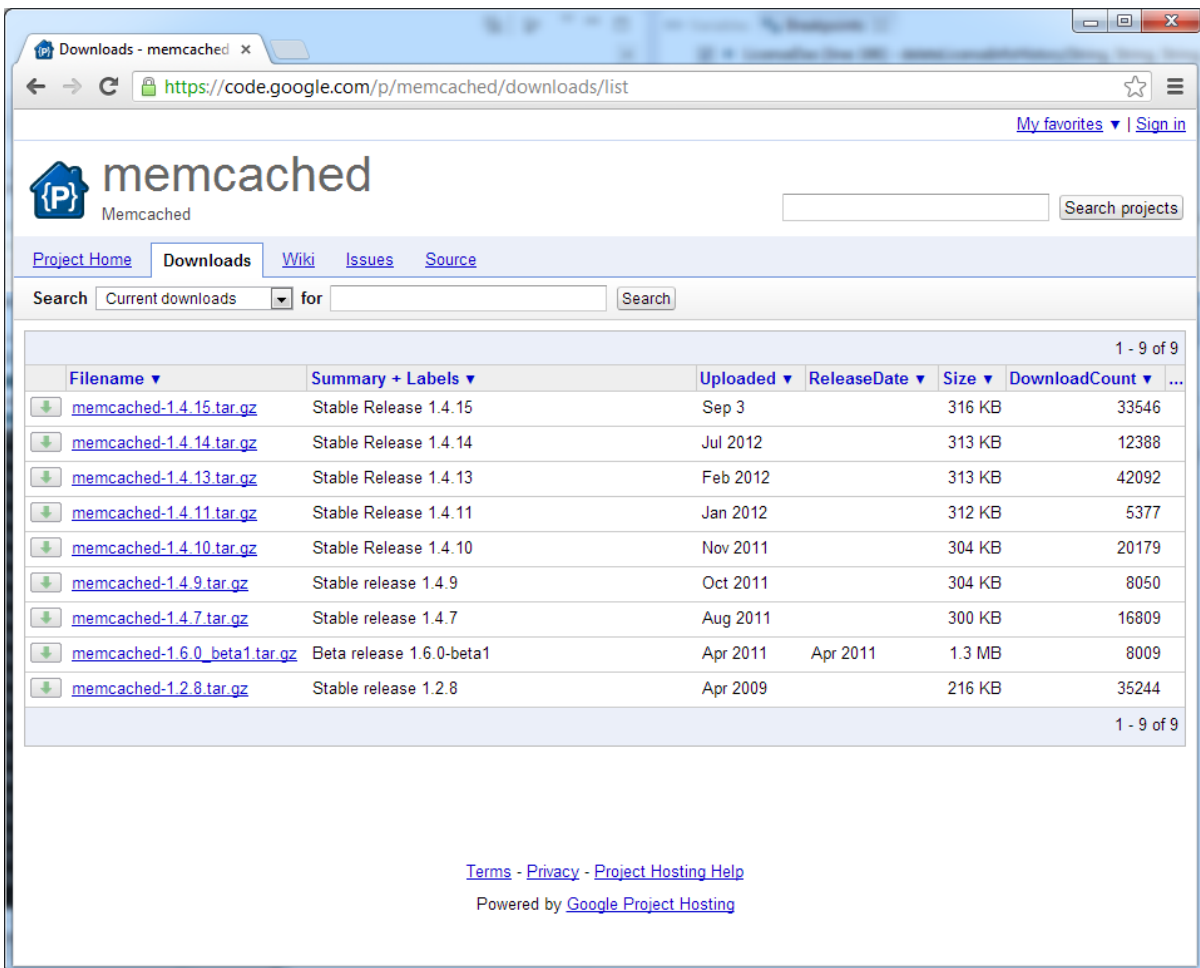 Downloads - memcached
https://code.google.com/p/memcached/downloads/list
My favorites ▼ | Sign in
{P} memcached
Memcached
Search projects
Project Home Downloads Wiki Issues Source
Search Current downloads for Search
1 - 9 of 9
Filename ▼ Summary + Labels ▼ Uploaded ▼ ReleaseDate ▼ Size ▼ DownloadCount ▼ ...
memcached-1.4.15.tar.gz Stable Release 1.4.15 Sep 3 316 KB 33546
memcached-1.4.14.tar.gz Stable Release 1.4.14 Jul 2012 313 KB 12388
memcached-1.4.13.tar.gz Stable Release 1.4.13 Feb 2012 313 KB 42092
memcached-1.4.11.tar.gz Stable Release 1.4.11 Jan 2012 312 KB 5377
memcached-1.4.10.tar.gz Stable Release 1.4.10 Nov 2011 304 KB 20179
memcached-1.4.9.tar.gz Stable release 1.4.9 Oct 2011 304 KB 8050
memcached-1.4.7.tar.gz Stable release 1.4.7 Aug 2011 300 KB 16809
memcached-1.6.0_beta1.tar.gz Beta release 1.6.0-beta1 Apr 2011 Apr 2011 1.3 MB 8009
memcached-1.2.8.tar.gz Stable release 1.2.8 Apr 2009 216 KB 35244
1 - 9 of 9
Terms - Privacy - Project Hosting Help
Powered by Google Project Hosting